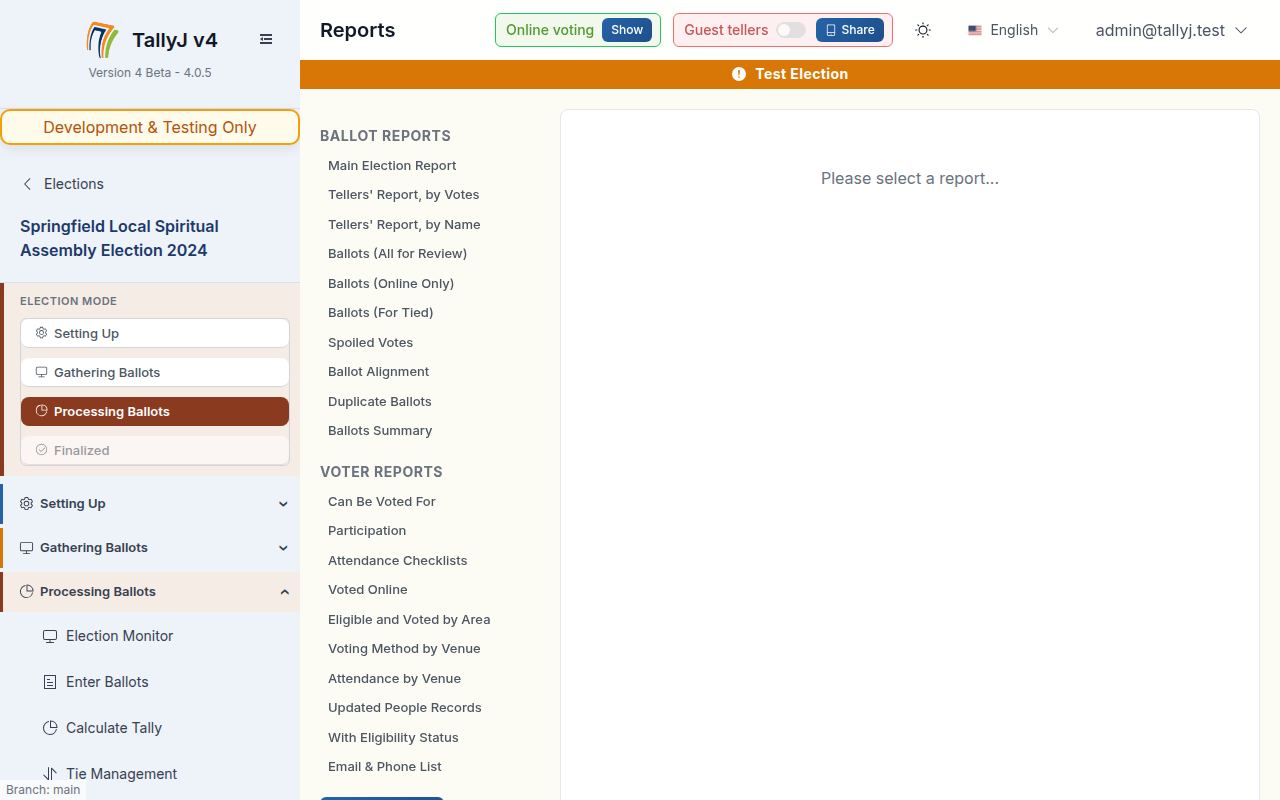 TallyJ v4
Version 4 Beta - 4.0.5
Development & Testing Only
Elections
Springfield Local Spiritual
Assembly Election 2024
ELECTION MODE
Setting Up
Gathering Ballots
Processing Ballots
Finalized
Setting Up
Gathering Ballots
Processing Ballots
Election Monitor
Enter Ballots
Calculate Tally
Tie Management
Branch: main
Reports
Online voting
Show
Guest tellers
Share
English
admin@tallyj.test
Test Election
BALLOT REPORTS
Main Election Report
Tellers' Report, by Votes
Tellers' Report, by Name
Ballots (All for Review)
Ballots (Online Only)
Ballots (For Tied)
Spoiled Votes
Ballot Alignment
Duplicate Ballots
Ballots Summary
VOTER REPORTS
Can Be Voted For
Participation
Attendance Checklists
Voted Online
Eligible and Voted by Area
Voting Method by Venue
Attendance by Venue
Updated People Records
With Eligibility Status
Email & Phone List
Please select a report...